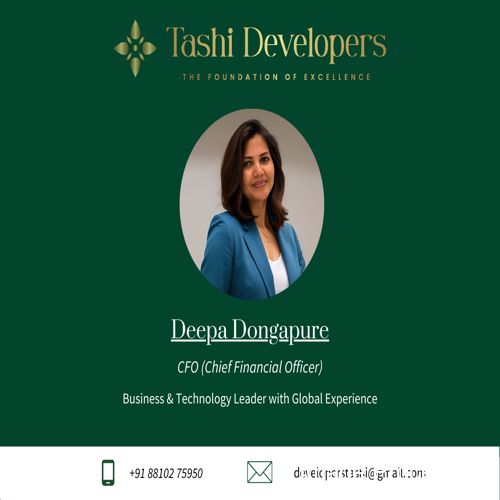 Tashi Developers
THE FOUNDATION OF EXCELLENCE
Deepa Dongapure
CFO (Chief Financial Officer)
Business & Technology Leader with Global Experience
+91 88102 75950
developerstashi@gmail.com